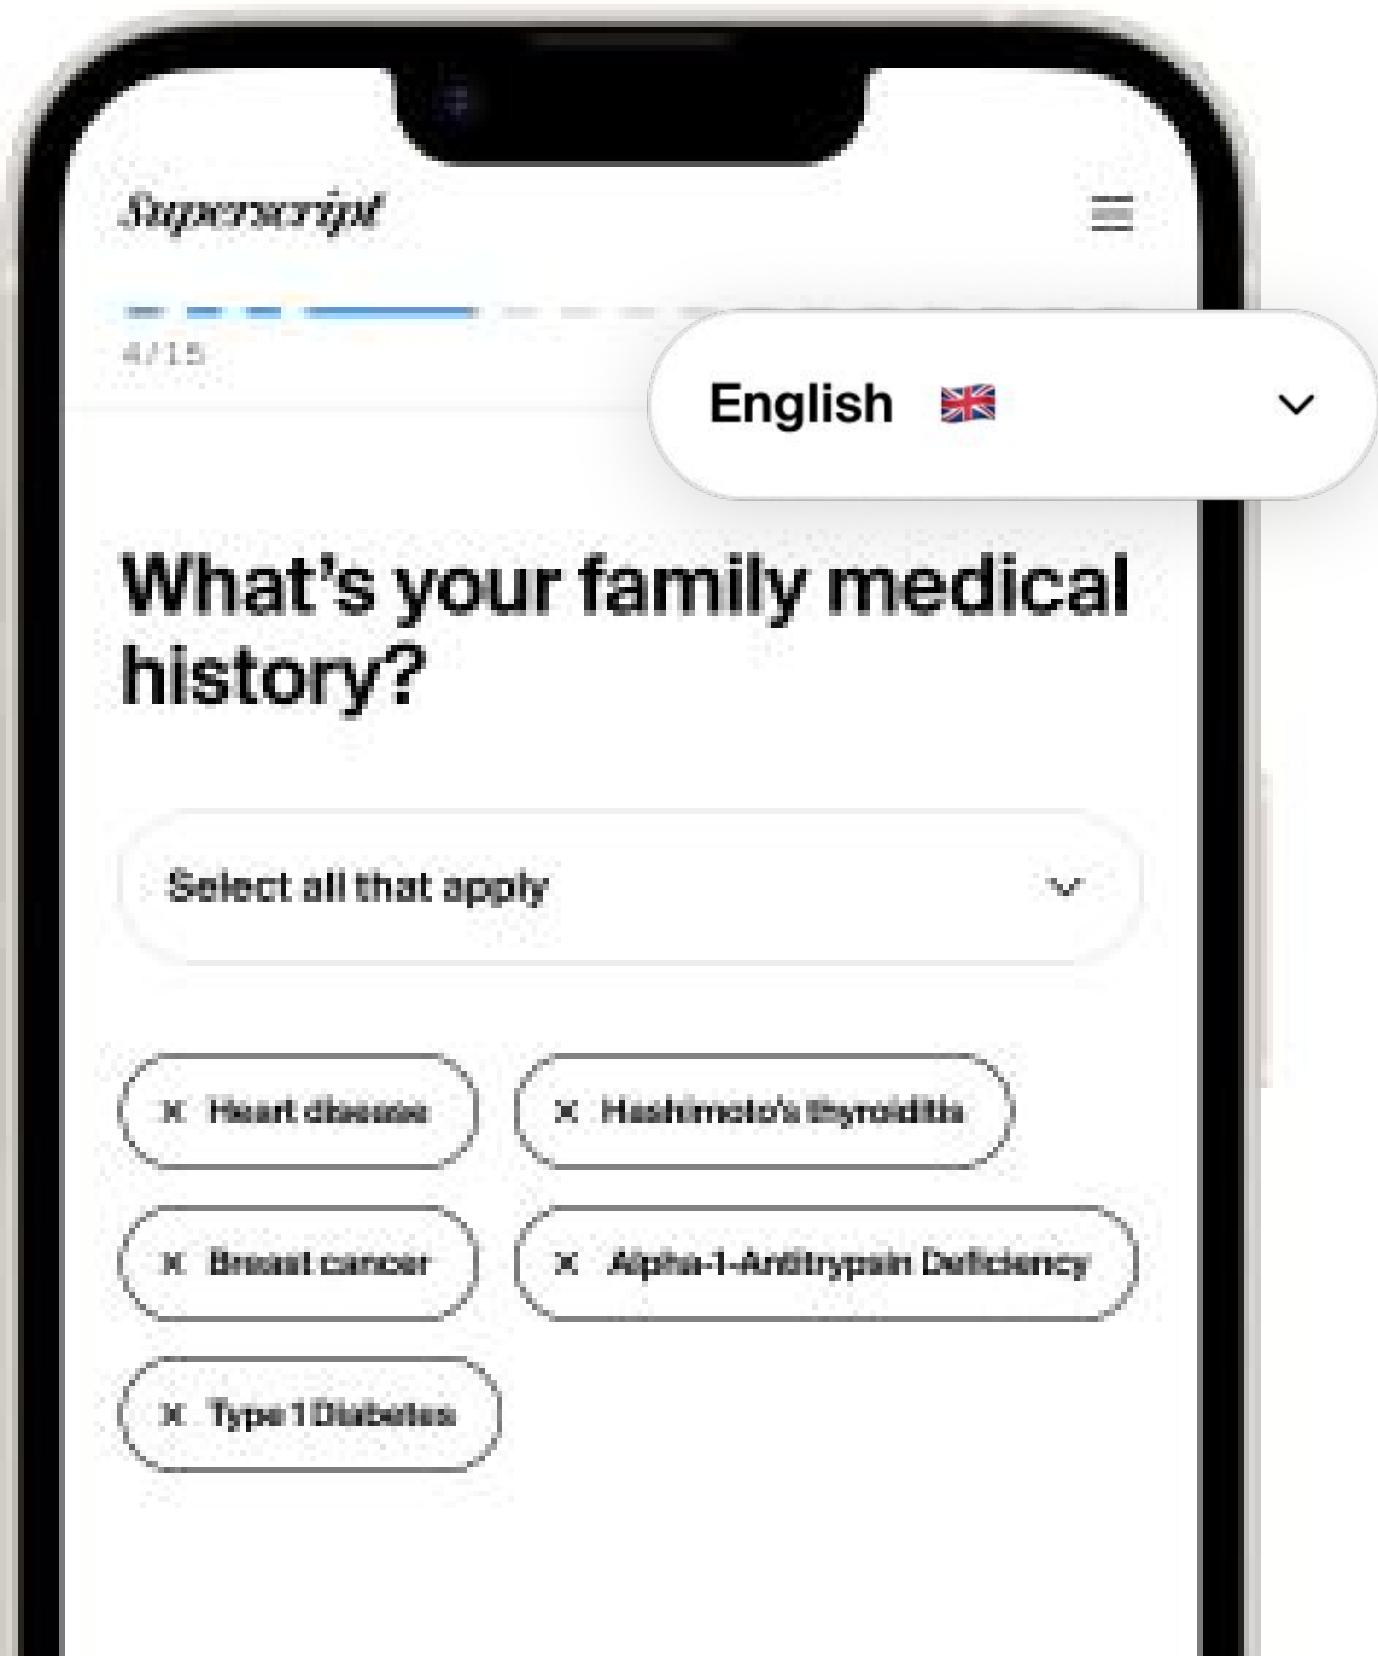 Superscript
4/15
English
What's your family medical
history?
Select all that apply
× Heart disease
× Hashimoto's thyroiditis
× Breast cancer
× Alpha-1-Antitrypsin Deficiency
× Type 1 Diabetes